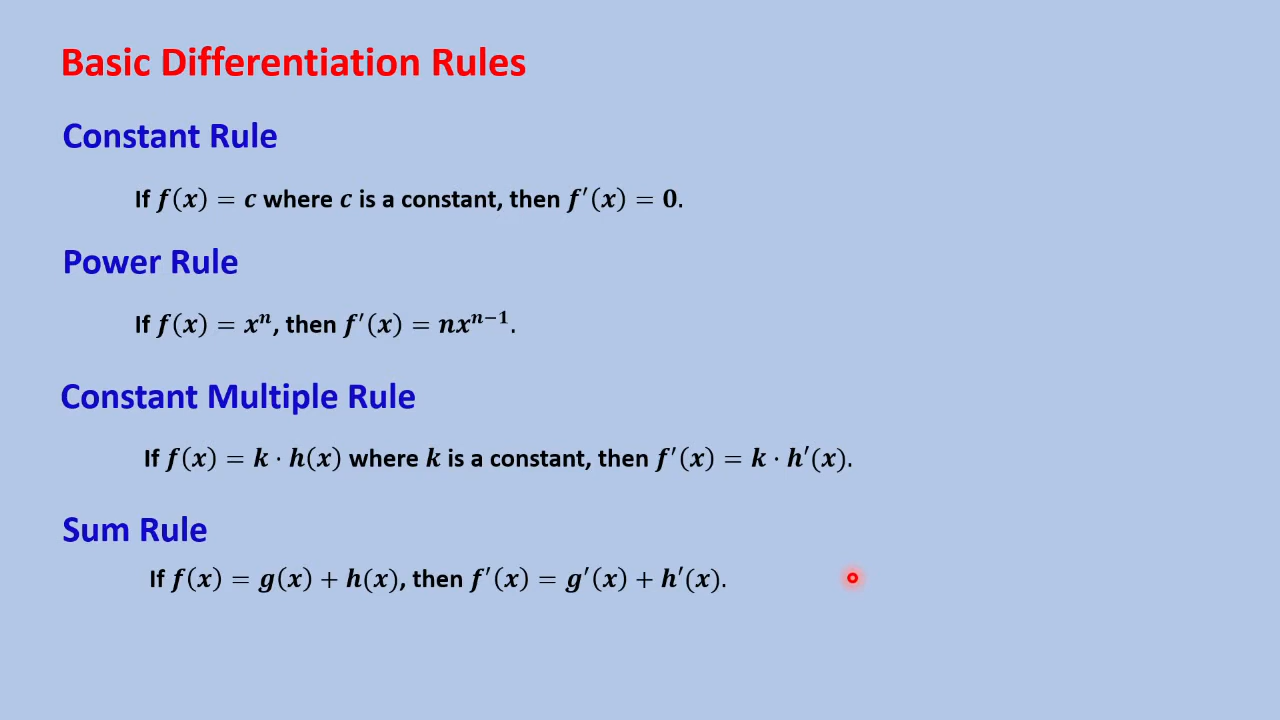 Basic Differentiation Rules
Constant Rule
If f(x) = c where c is a constant, then f′(x) = 0.
Power Rule
If f(x) = xⁿ, then f′(x) = nxⁿ⁻¹.
Constant Multiple Rule
If f(x) = k · h(x) where k is a constant, then f′(x) = k · h′(x).
Sum Rule
If f(x) = g(x) + h(x), then f′(x) = g′(x) + h′(x).